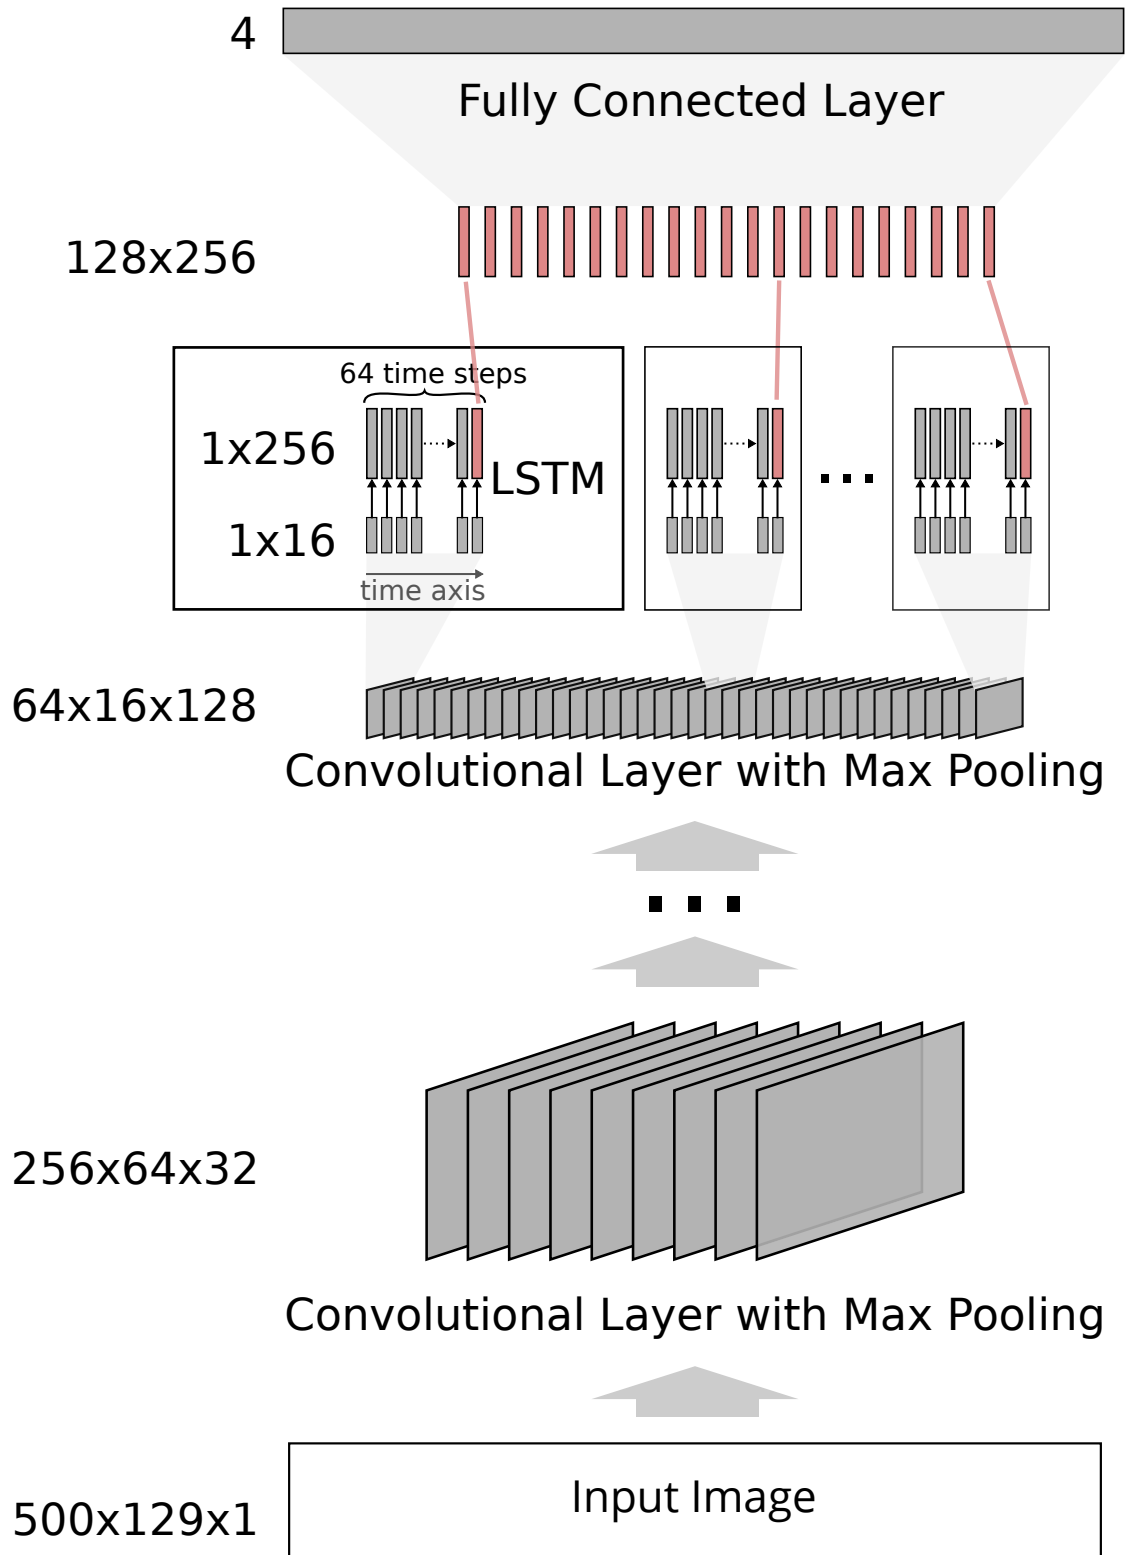 4
Fully Connected Layer
128x256
64 time steps
1x256
LSTM
1x16
time axis
64x16x128
Convolutional Layer with Max Pooling
256x64x32
Convolutional Layer with Max Pooling
Input Image
500x129x1